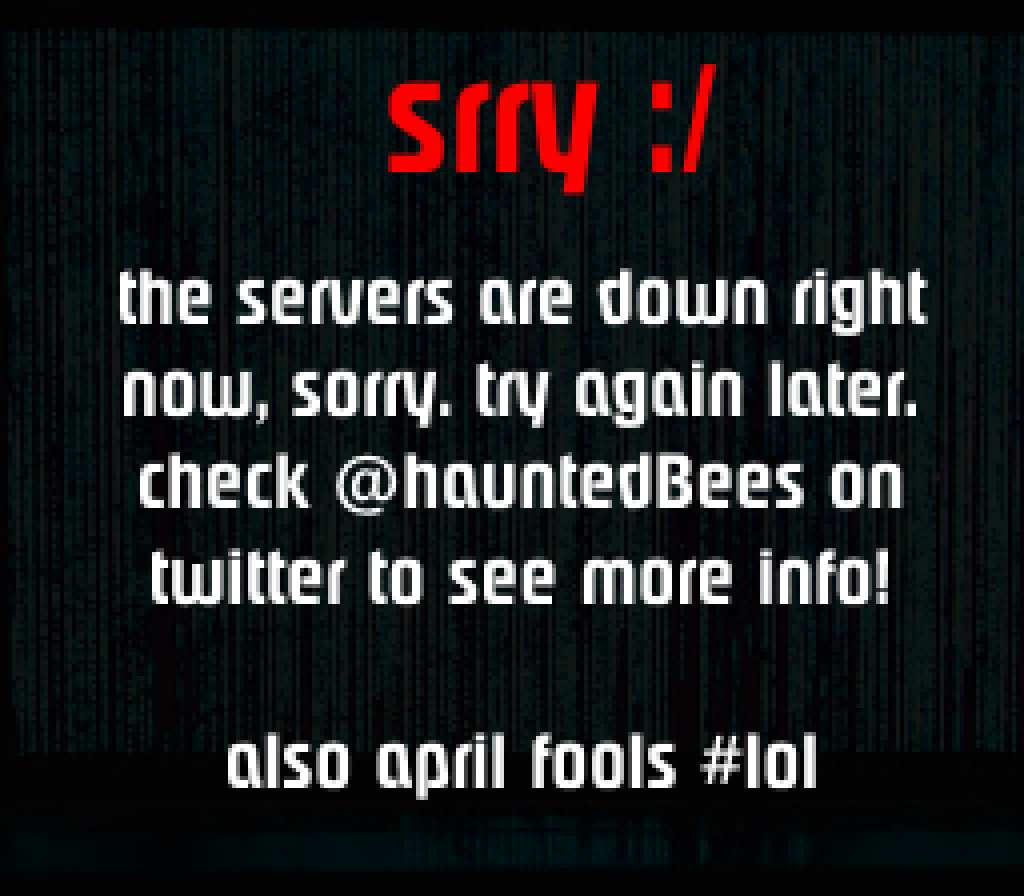 srry :/
the servers are down right
now, sorry. try again later.
check @hauntedBees on
twitter to see more info!
also april fools #lol